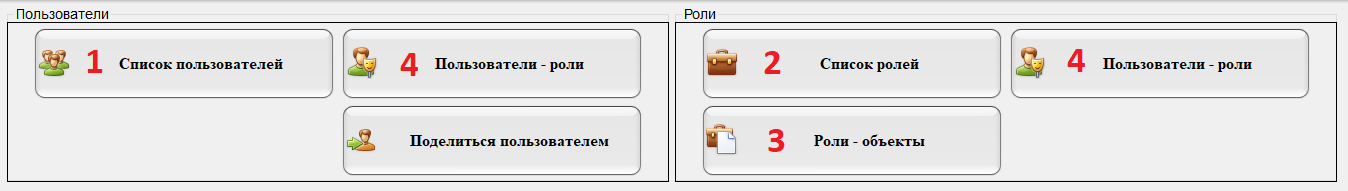 Пользователи
1 Список пользователей
4 Пользователи - роли
Поделиться пользователем
Роли
2 Список ролей
4 Пользователи - роли
3 Роли - объекты